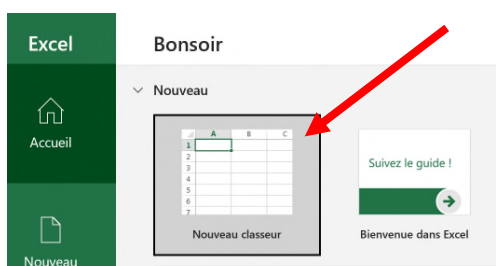 Excel
Bonsoir
Nouveau
Accueil
A B C
1
2
3
4
5
6
7
Suivez le guide !
Nouveau classeur
Bienvenue dans Excel
Nouveau